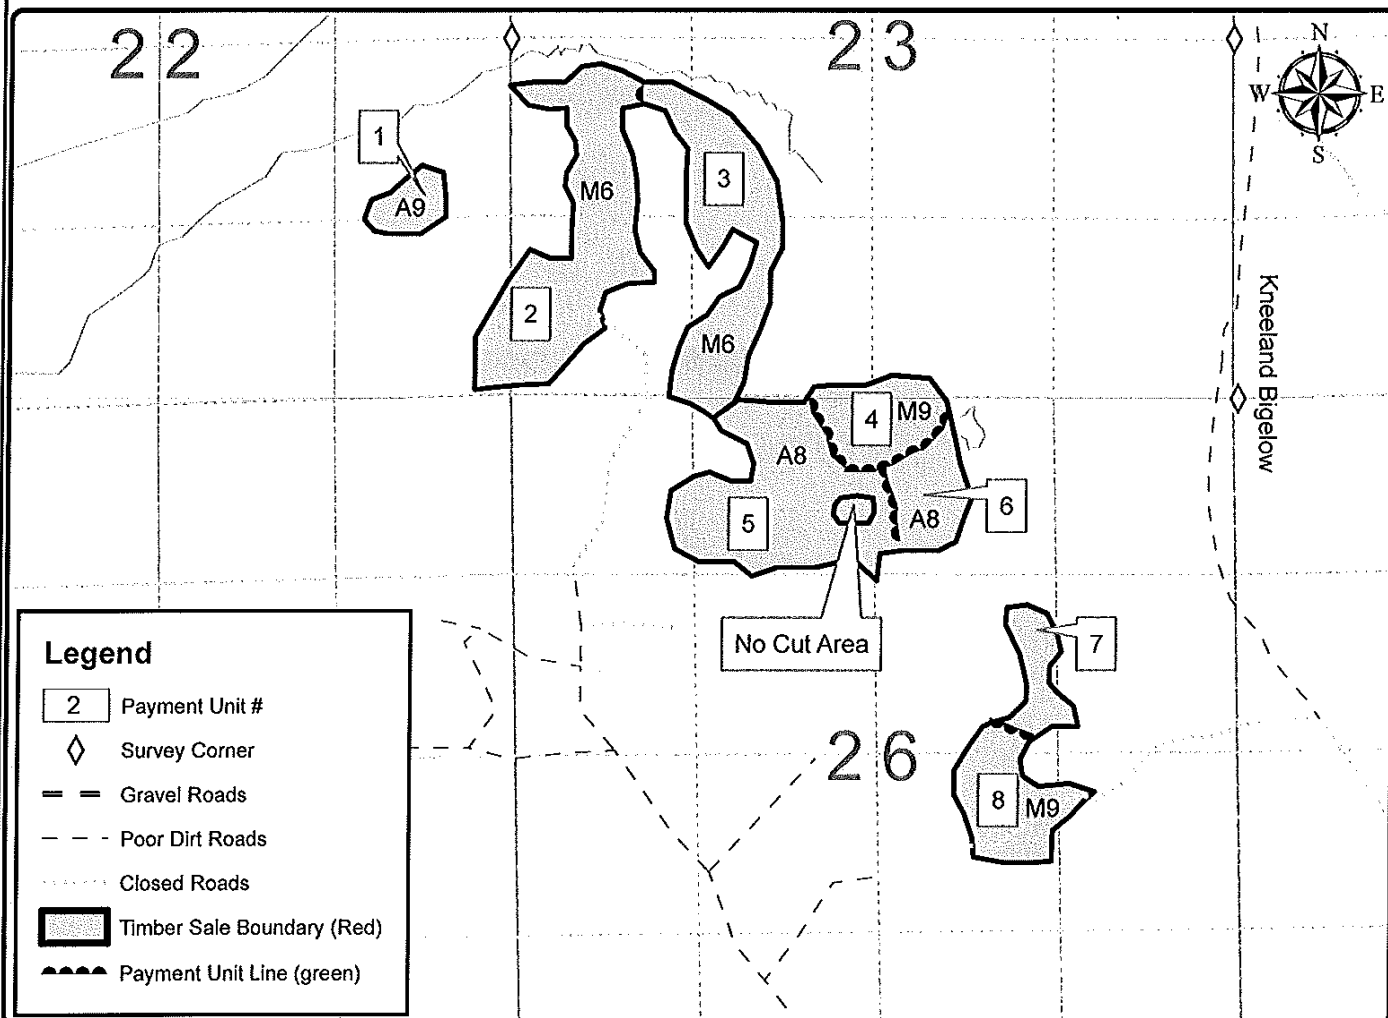 22
23
N
W E
S
1
A9
M6
3
2
M6
Kneeland Bigelow
4
M9
A8
6
5
A8
No Cut Area
7
26
8
M9
Legend
2 Payment Unit #
Survey Corner
Gravel Roads
Poor Dirt Roads
Closed Roads
Timber Sale Boundary (Red)
Payment Unit Line (green)